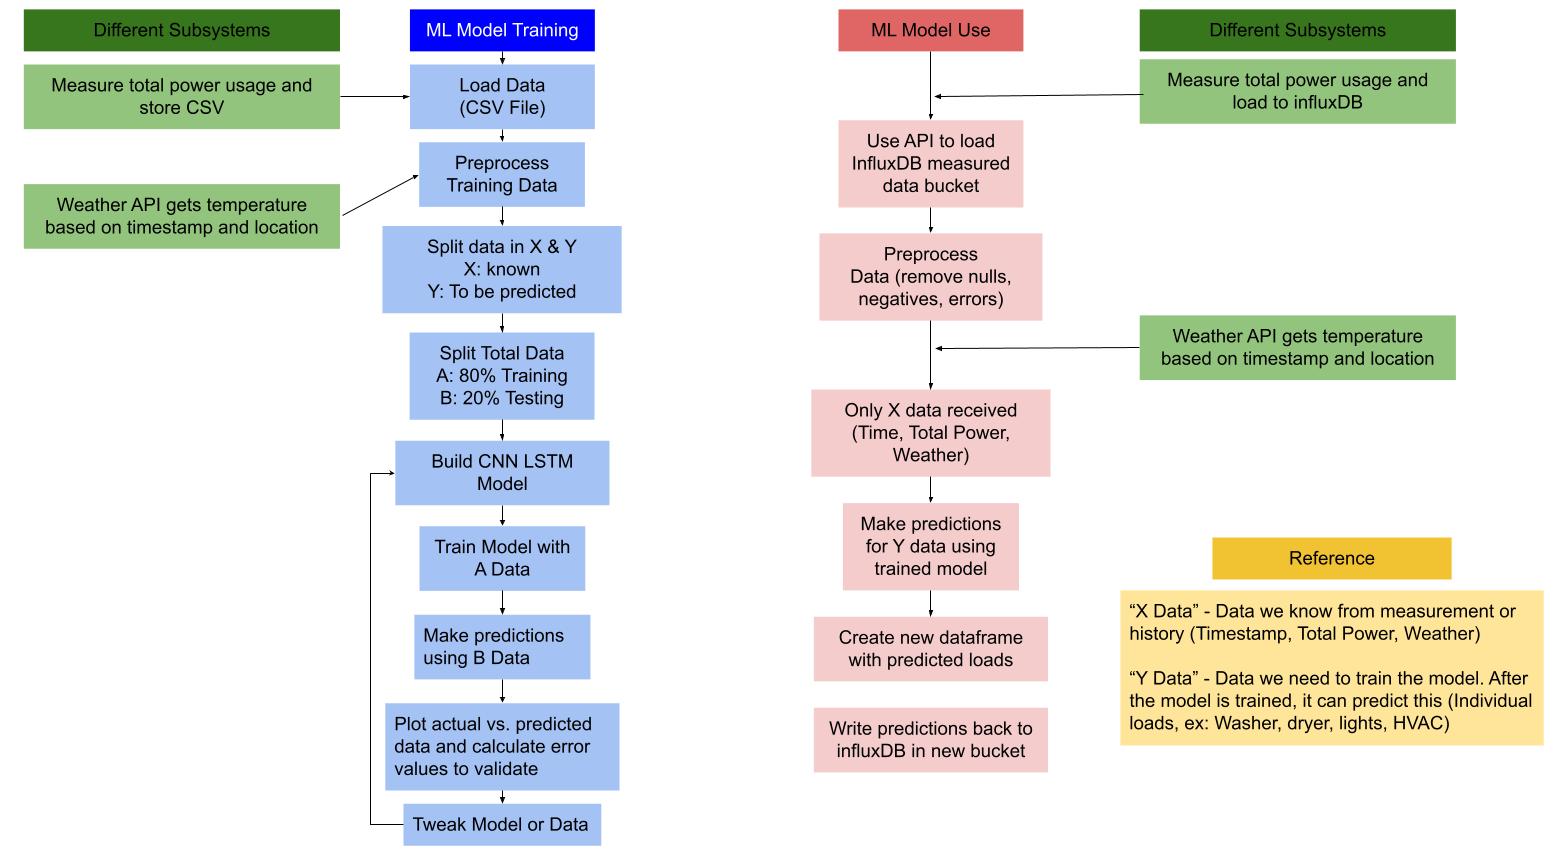 Different Subsystems
Measure total power usage and
store CSV
Weather API gets temperature
based on timestamp and location
ML Model Training
Load Data
(CSV File)
Preprocess
Training Data
Split data in X & Y
X: known
Y: To be predicted
Split Total Data
A: 80% Training
B: 20% Testing
Build CNN LSTM
Model
Train Model with
A Data
Make predictions
using B Data
Plot actual vs. predicted
data and calculate error
values to validate
Tweak Model or Data
ML Model Use
Use API to load
InfluxDB measured
data bucket
Preprocess
Data (remove nulls,
negatives, errors)
Only X data received
(Time, Total Power,
Weather)
Make predictions
for Y data using
trained model
Create new dataframe
with predicted loads
Write predictions back to
influxDB in new bucket
Different Subsystems
Measure total power usage and
load to influxDB
Weather API gets temperature
based on timestamp and location
Reference
“X Data” - Data we know from measurement or
history (Timestamp, Total Power, Weather)
“Y Data” - Data we need to train the model. After
the model is trained, it can predict this (Individual
loads, ex: Washer, dryer, lights, HVAC)